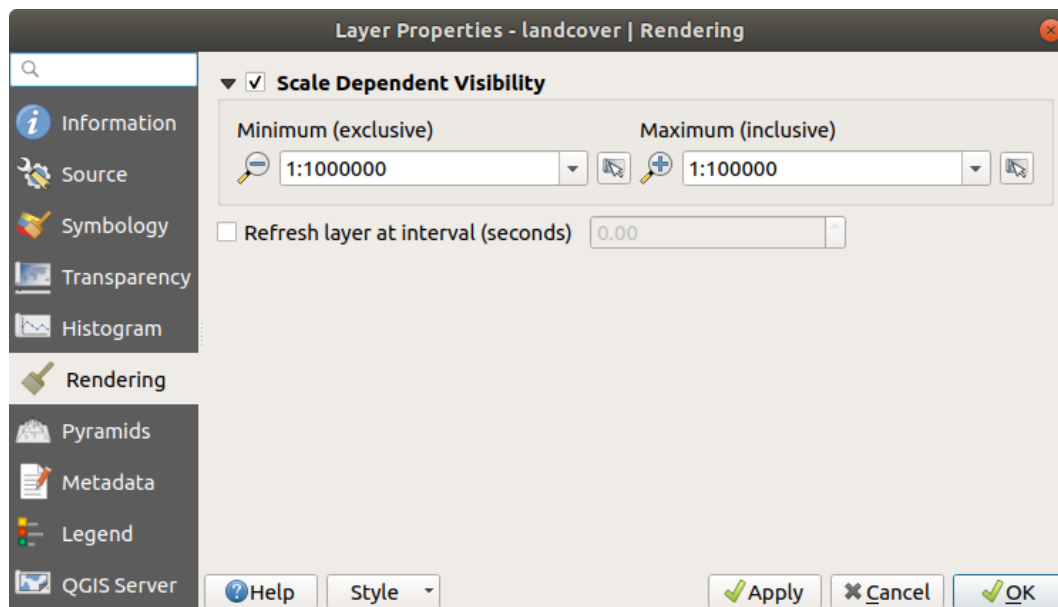 Layer Properties - landcover | Rendering
Information
Source
Symbology
Transparency
Histogram
Rendering
Pyramids
Metadata
Legend
QGIS Server
Scale Dependent Visibility
Minimum (exclusive) Maximum (inclusive)
1:1000000 1:100000
Refresh layer at interval (seconds) 0.00
Help Style Apply Cancel OK